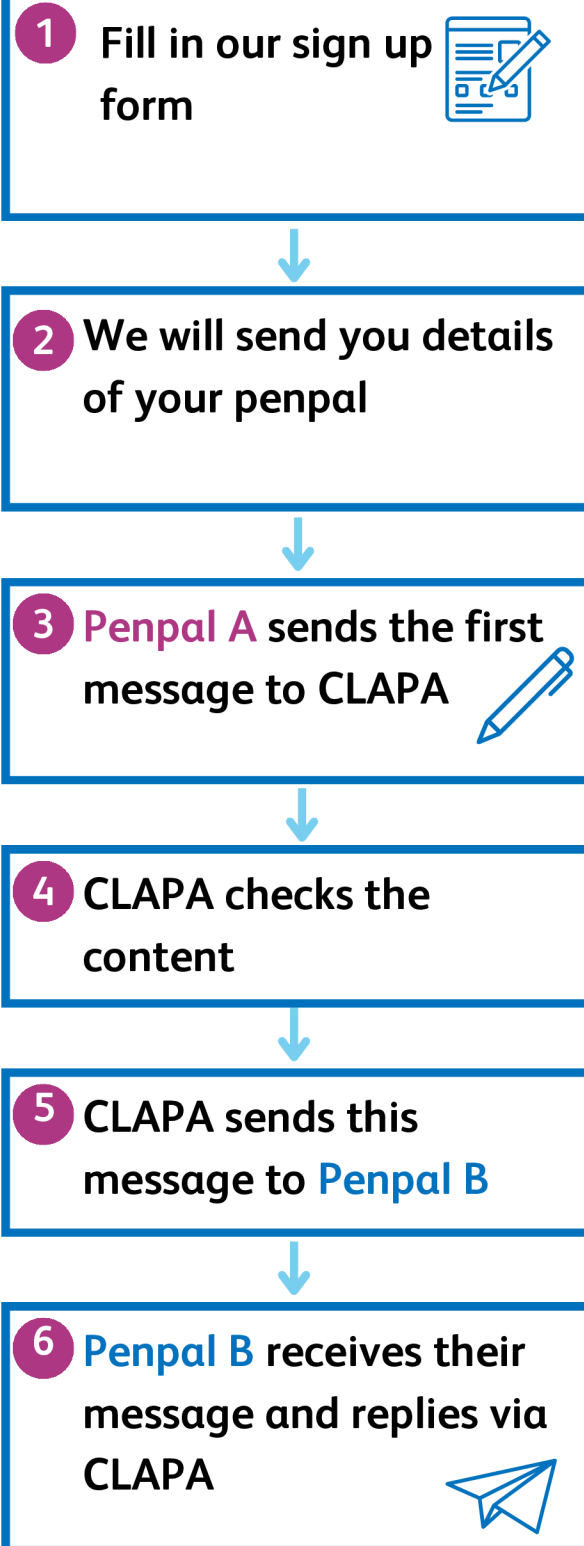 1
Fill in our sign up
form
2
We will send you details
of your penpal
3
Penpal A sends the first
message to CLAPA
4
CLAPA checks the
content
5
CLAPA sends this
message to Penpal B
6
Penpal B receives their
message and replies via
CLAPA